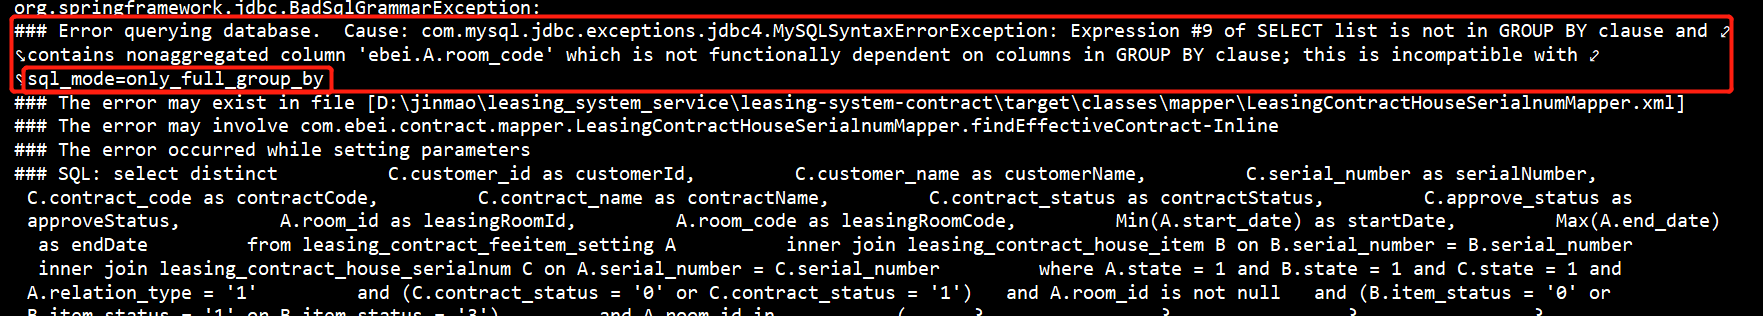 org.springframework.jdbc.BadSqlGrammarException:
### Error querying database.  Cause: com.mysql.jdbc.exceptions.jdbc4.MySQLSyntaxErrorException: Expression #9 of SELECT list is not in GROUP BY clause and
contains nonaggregated column 'ebei.A.room_code' which is not functionally dependent on columns in GROUP BY clause; this is incompatible with
sql_mode=only_full_group_by
### The error may exist in file [D:\jinmao\leasing_system_service\leasing-system-contract\target\classes\mapper\LeasingContractHouseSerialnumMapper.xml]
### The error may involve com.ebei.contract.mapper.LeasingContractHouseSerialnumMapper.findEffectiveContract-Inline
### The error occurred while setting parameters
### SQL: select distinct         C.customer_id as customerId,         C.customer_name as customerName,         C.serial_number as serialNumber,
C.contract_code as contractCode,         C.contract_name as contractName,         C.contract_status as contractStatus,         C.approve_status as
approveStatus,         A.room_id as leasingRoomId,         A.room_code as leasingRoomCode,         Min(A.start_date) as startDate,         Max(A.end_date)
as endDate         from leasing_contract_feeitem_setting A         inner join leasing_contract_house_item B on B.serial_number = B.serial_number
inner join leasing_contract_house_serialnum C on A.serial_number = C.serial_number         where A.state = 1 and B.state = 1 and C.state = 1 and
A.relation_type = '1'         and (C.contract_status = '0' or C.contract_status = '1')   and A.room_id is not null   and (B.item_status = '0' or
B.item_status = '1' or B.item_status = '3')         and A.room_id in         (